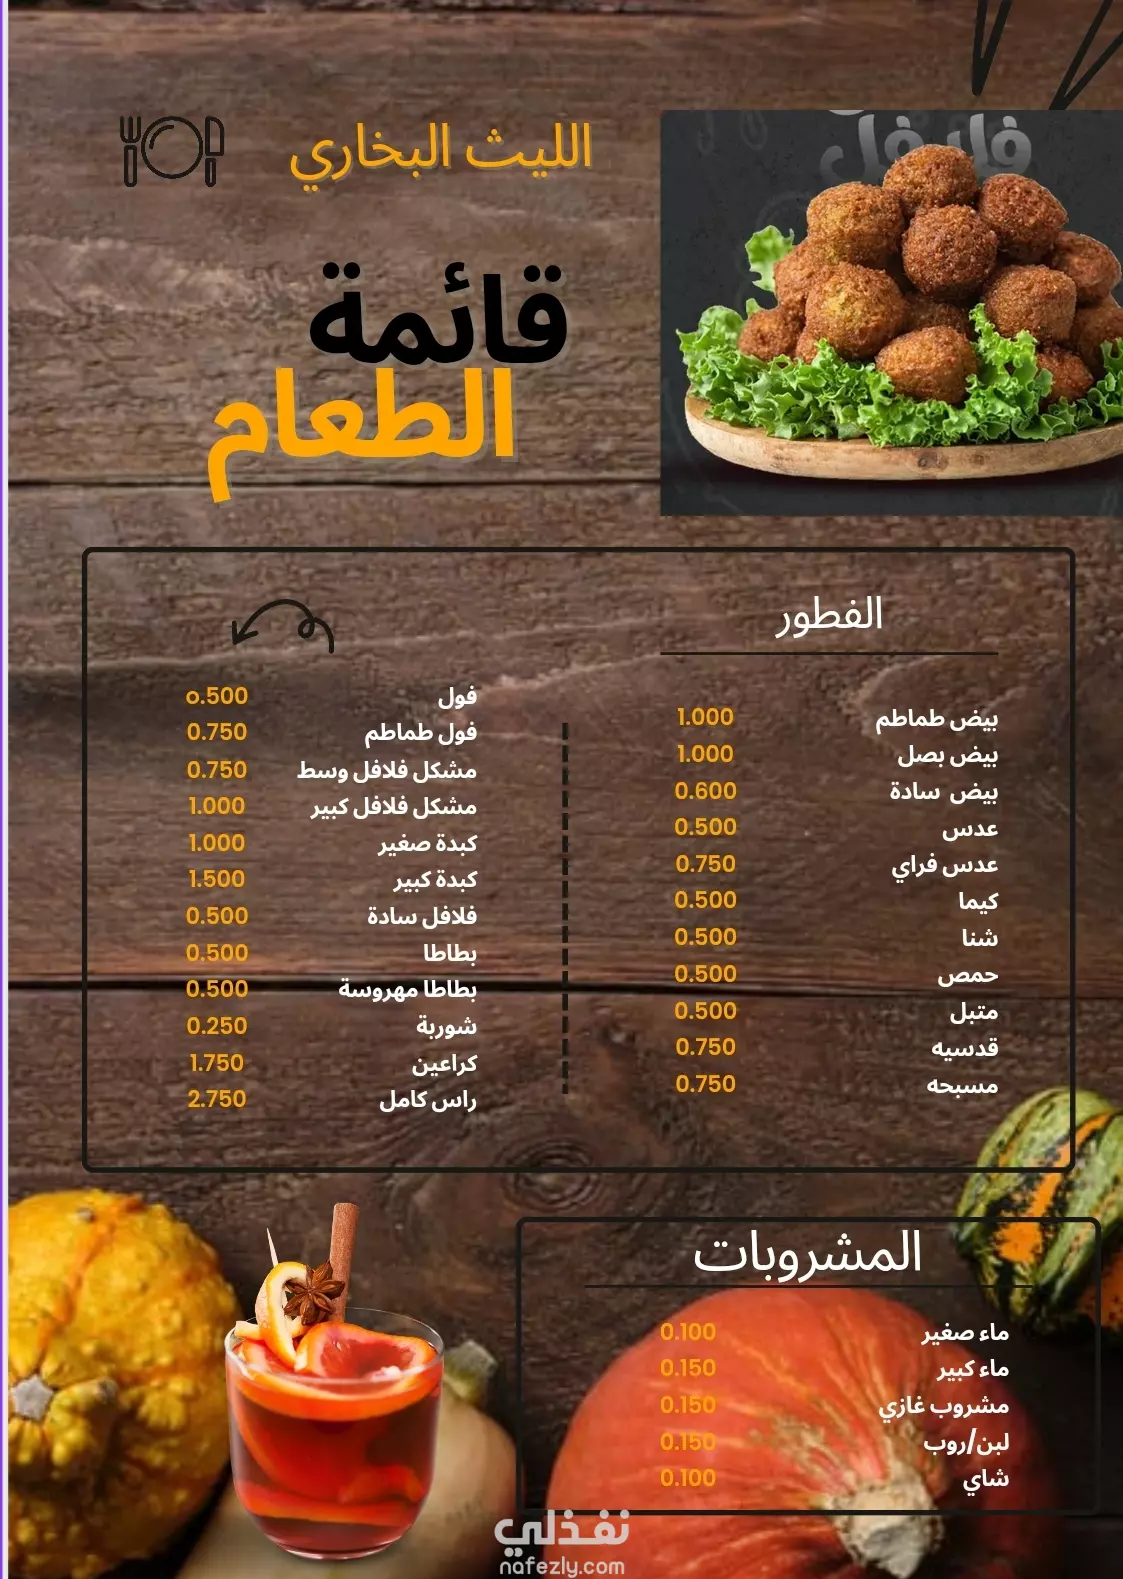 الليث البخاري
فلافل
قائمة
الطعام
الفطور
بيض طماطم 1.000
بيض بصل 1.000
بيض سادة 0.600
عدس 0.500
عدس فراي 0.750
كيما 0.500
شنا 0.500
حمص 0.500
متبل 0.500
قدسيه 0.750
مسبحه 0.750
فول o.500
فول طماطم 0.750
مشكل فلافل وسط 0.750
مشكل فلافل كبير 1.000
كبدة صغير 1.000
كبدة كبير 1.500
فلافل سادة 0.500
بطاطا 0.500
بطاطا مهروسة 0.500
شوربة 0.250
كراعين 1.750
راس كامل 2.750
المشروبات
ماء صغير 0.100
ماء كبير 0.150
مشروب غازي 0.150
لبن/روب 0.150
شاي 0.100
نفذلي
nafezly.com